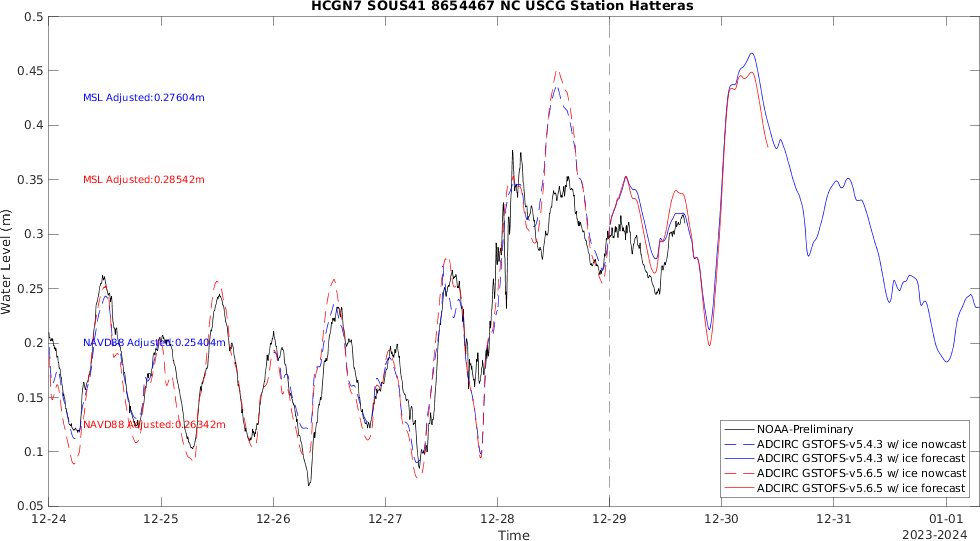 HCGN7 SOUS41 8654467 NC USCG Station Hatteras
Water Level (m)
0.5
0.45
0.4
0.35
0.3
0.25
0.2
0.15
0.1
0.05
MSL Adjusted:0.27604m
MSL Adjusted:0.28542m
NAVD88 Adjusted:0.25404m
NAVD88 Adjusted:0.26342m
NOAA-Preliminary
ADCIRC GSTOFS-v5.4.3 w/ ice nowcast
ADCIRC GSTOFS-v5.4.3 w/ ice forecast
ADCIRC GSTOFS-v5.6.5 w/ ice nowcast
ADCIRC GSTOFS-v5.6.5 w/ ice forecast
12-24 12-25 12-26 12-27 12-28 12-29 12-30 12-31 01-01
Time
2023-2024